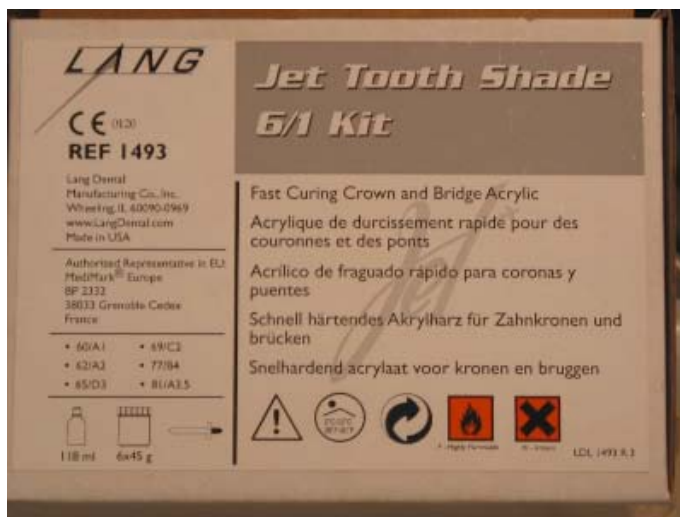 LANG
CE 0120
REF 1493
Lang Dental
Manufacturing Co., Inc.
Wheeling, IL 60090-0969
www.LangDental.com
Made in USA
Authorized Representative in EU:
MediMark® Europe
BP 2332
38033 Grenoble Cedex
France
• 60/A1 • 69/C2
• 62/A2 • 77/B4
• 65/D3 • 81/A3.5
118 ml 6x45 g
Jet Tooth Shade
6/1 Kit
Jet
Fast Curing Crown and Bridge Acrylic
Acrylique de durcissement rapide pour des
couronnes et des ponts
Acrílico de fraguado rápido para coronas y
puentes
Schnell härtendes Akrylharz für Zahnkronen und
brücken
Snelhardend acrylaat voor kronen en bruggen
F - Highly Flammable
Xi - Irritant
LDL 1493 R.3